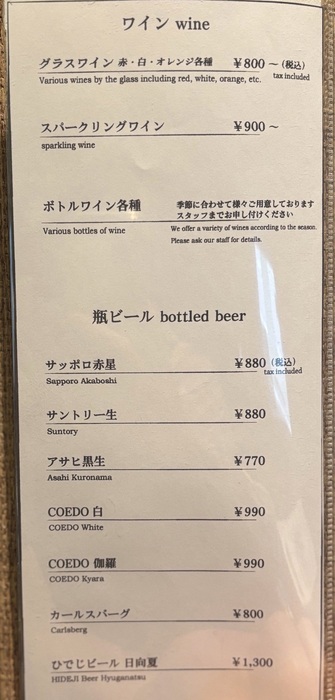 ワイン wine
グラスワイン 赤・白・オレンジ各種 ¥800～(税込)
Various wines by the glass including red, white, orange, etc. tax included
スパークリングワイン ¥900～
sparkling wine
ボトルワイン各種 季節に合わせて様々ご用意しております
スタッフまでお申し付けください
Various bottles of wine We offer a variety of wines according to the season.
Please ask our staff for details.
瓶ビール bottled beer
サッポロ赤星 ¥880 (税込)
Sapporo Akaboshi tax included
サントリー生 ¥880
Suntory
アサヒ黒生 ¥770
Asahi Kuronama
COEDO 白 ¥990
COEDO White
COEDO 伽羅 ¥990
COEDO Kyara
カールスバーグ ¥800
Carlsberg
ひでじビール 日向夏 ¥1,300
HIDEJI Beer Hyuganatsu